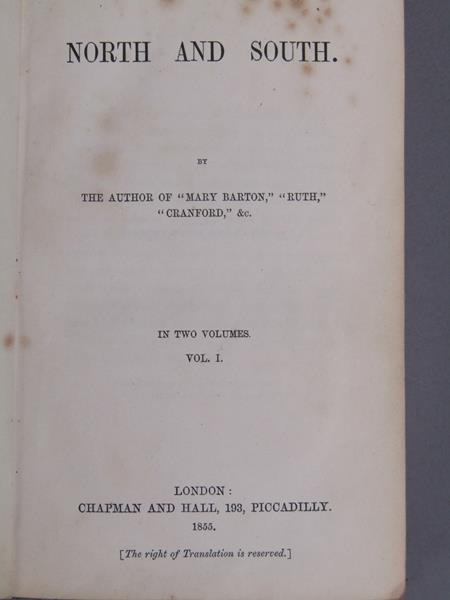 NORTH AND SOUTH.
BY
THE AUTHOR OF “MARY BARTON,” “RUTH,”
“CRANFORD,” &c.
IN TWO VOLUMES.
VOL. I.
LONDON:
CHAPMAN AND HALL, 193, PICCADILLY.
1855.
[The right of Translation is reserved.]